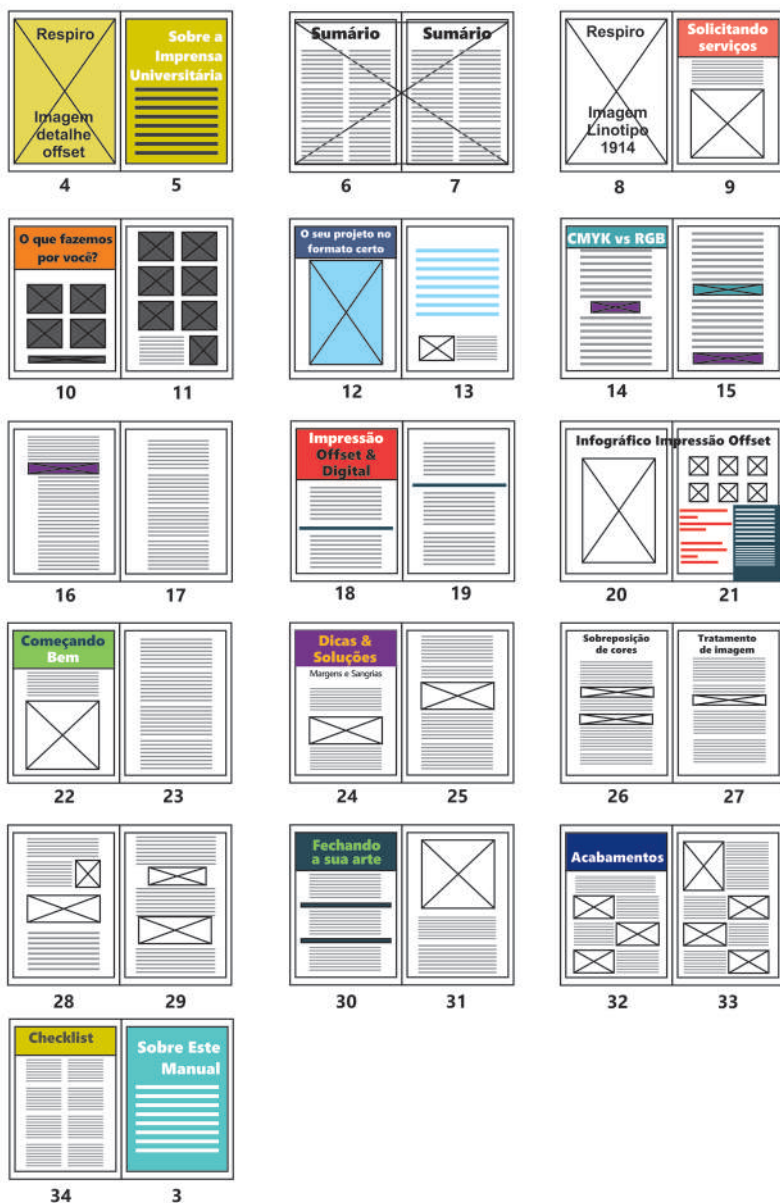 Respiro
Imagem
detalhe
offset
Sobre a
Imprensa
Universitária
4
5
Sumário
Sumário
6
7
Respiro
Imagem
Linotipo
1914
Solicitando
serviços
8
9
O que fazemos
por você?
10
11
O seu projeto no
formato certo
12
13
CMYK vs RGB
14
15
16
17
Impressão
Offset &
Digital
18
19
Infográfico Impressão Offset
20
21
Começando
Bem
22
23
Dicas &
Soluções
Margens e Sangrias
24
25
Sobreposição
de cores
Tratamento
de imagem
26
27
28
29
Fechando
a sua arte
30
31
Acabamentos
32
33
Checklist
Sobre Este
Manual
34
3